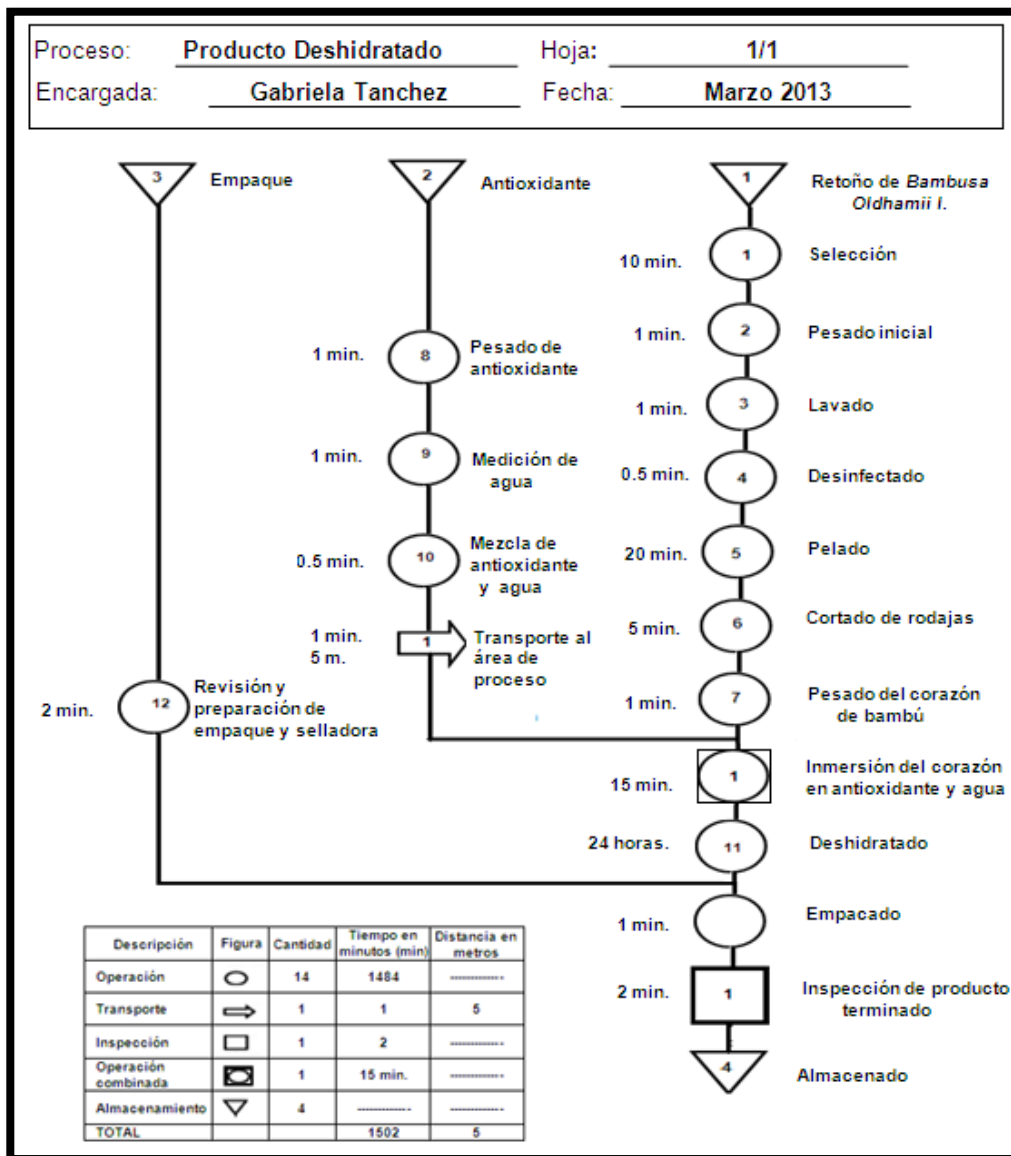 Proceso: Producto Deshidratado Hoja: 1/1
Encargada: Gabriela Tanchez Fecha: Marzo 2013
3 Empaque
2 Antioxidante
1 Retoño de Bambusa
Oldhamii I.
10 min. 1 Selección
1 min. 2 Pesado inicial
1 min. 8 Pesado de
antioxidante
1 min. 3 Lavado
1 min. 9 Medición de
agua
0.5 min. 4 Desinfectado
0.5 min. 10 Mezcla de
antioxidante
y agua
20 min. 5 Pelado
1 min.
5 m. 1 Transporte al
área de
proceso
5 min. 6 Cortado de rodajas
2 min. 12 Revisión y
preparación de
empaque y selladora
1 min. 7 Pesado del corazón
de bambú
15 min. 1 Inmersión del corazón
en antioxidante y agua
24 horas. 11 Deshidratado
1 min. Empacado
2 min. 1 Inspección de producto
terminado
4 Almacenado
Descripción Figura Cantidad Tiempo en minutos (min) Distancia en metros
Operación 14 1484 -------------
Transporte 1 1 5
Inspección 1 2 -------------
Operación combinada 1 15 min. -------------
Almacenamiento 4 ------------- -------------
TOTAL 1502 5